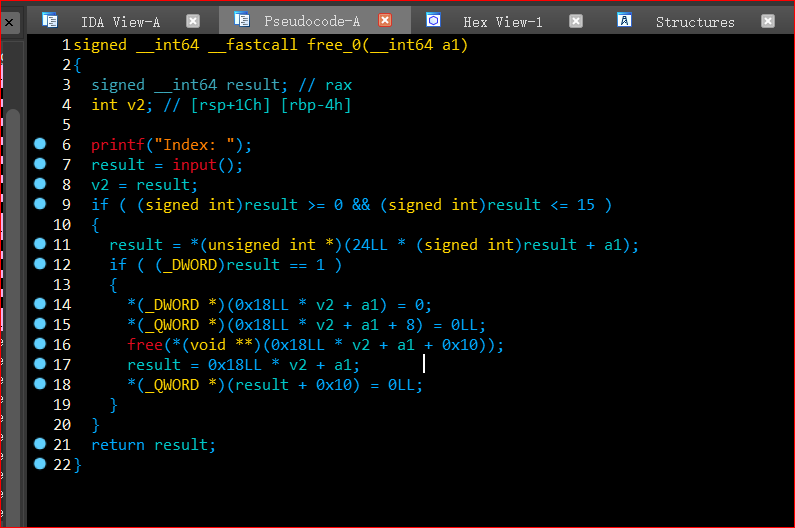 IDA View-A Pseudocode-A Hex View-1 Structures
1 signed __int64 __fastcall free_0(__int64 a1)
2 {
3 signed __int64 result; // rax
4 int v2; // [rsp+1Ch] [rbp-4h]
5
6 printf("Index: ");
7 result = input();
8 v2 = result;
9 if ( (signed int)result >= 0 && (signed int)result <= 15 )
10 {
11 result = *(unsigned int *)(24LL * (signed int)result + a1);
12 if ( (_DWORD)result == 1 )
13 {
14 *(_DWORD *)(0x18LL * v2 + a1) = 0;
15 *(_QWORD *)(0x18LL * v2 + a1 + 8) = 0LL;
16 free(*(void **)(0x18LL * v2 + a1 + 0x10));
17 result = 0x18LL * v2 + a1;
18 *(_QWORD *)(result + 0x10) = 0LL;
19 }
20 }
21 return result;
22 }